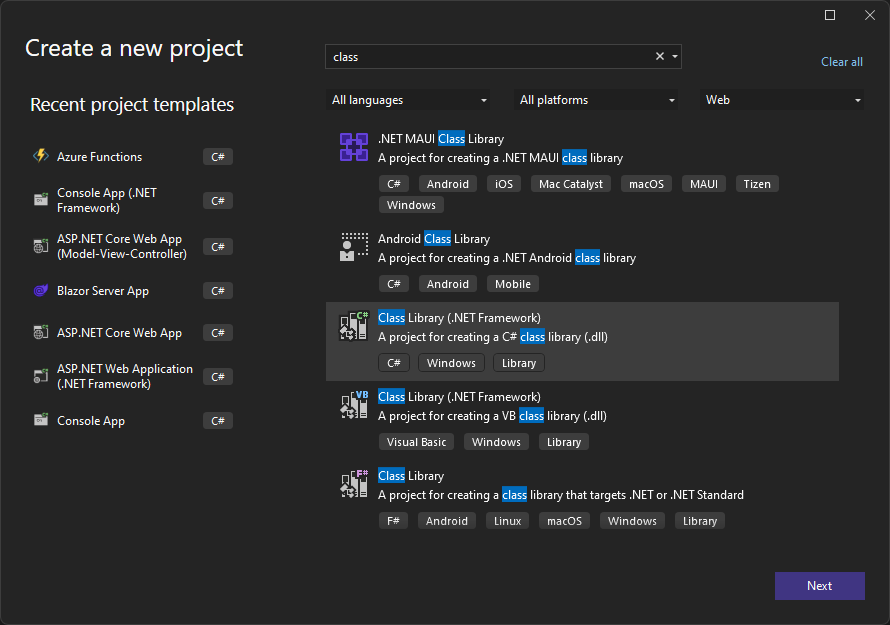 Create a new project
Recent project templates
Azure Functions C#
Console App (.NET
Framework) C#
ASP.NET Core Web App
(Model-View-Controller) C#
Blazor Server App C#
ASP.NET Core Web App C#
ASP.NET Web Application
(.NET Framework) C#
Console App C#
class
Clear all
All languages All platforms Web
.NET MAUI Class Library
A project for creating a .NET MAUI class library
C# Android iOS Mac Catalyst macOS MAUI Tizen
Windows
Android Class Library
A project for creating a .NET Android class library
C# Android Mobile
C#
Class Library (.NET Framework)
A project for creating a C# class library (.dll)
C# Windows Library
VB
Class Library (.NET Framework)
A project for creating a VB class library (.dll)
Visual Basic Windows Library
F#
Class Library
A project for creating a class library that targets .NET or .NET Standard
F# Android Linux macOS Windows Library
Next